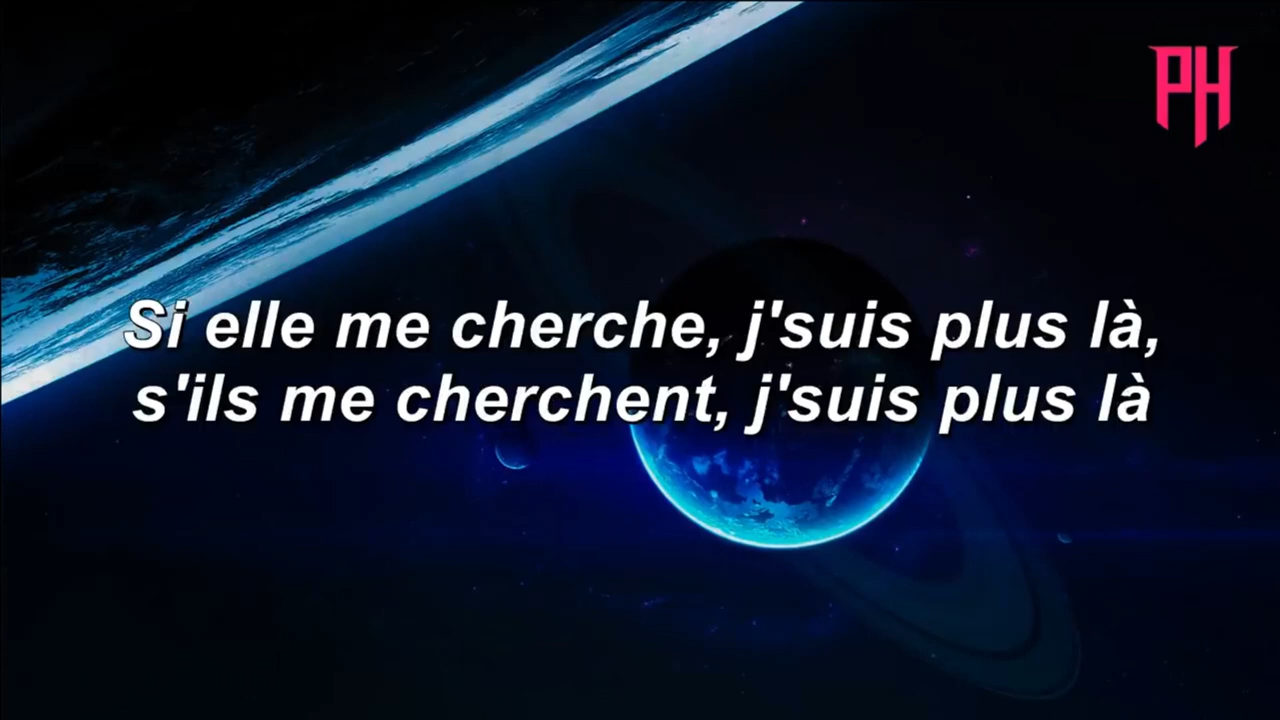 PH
Si elle me cherche, j'suis plus là,
s'ils me cherchent, j'suis plus là